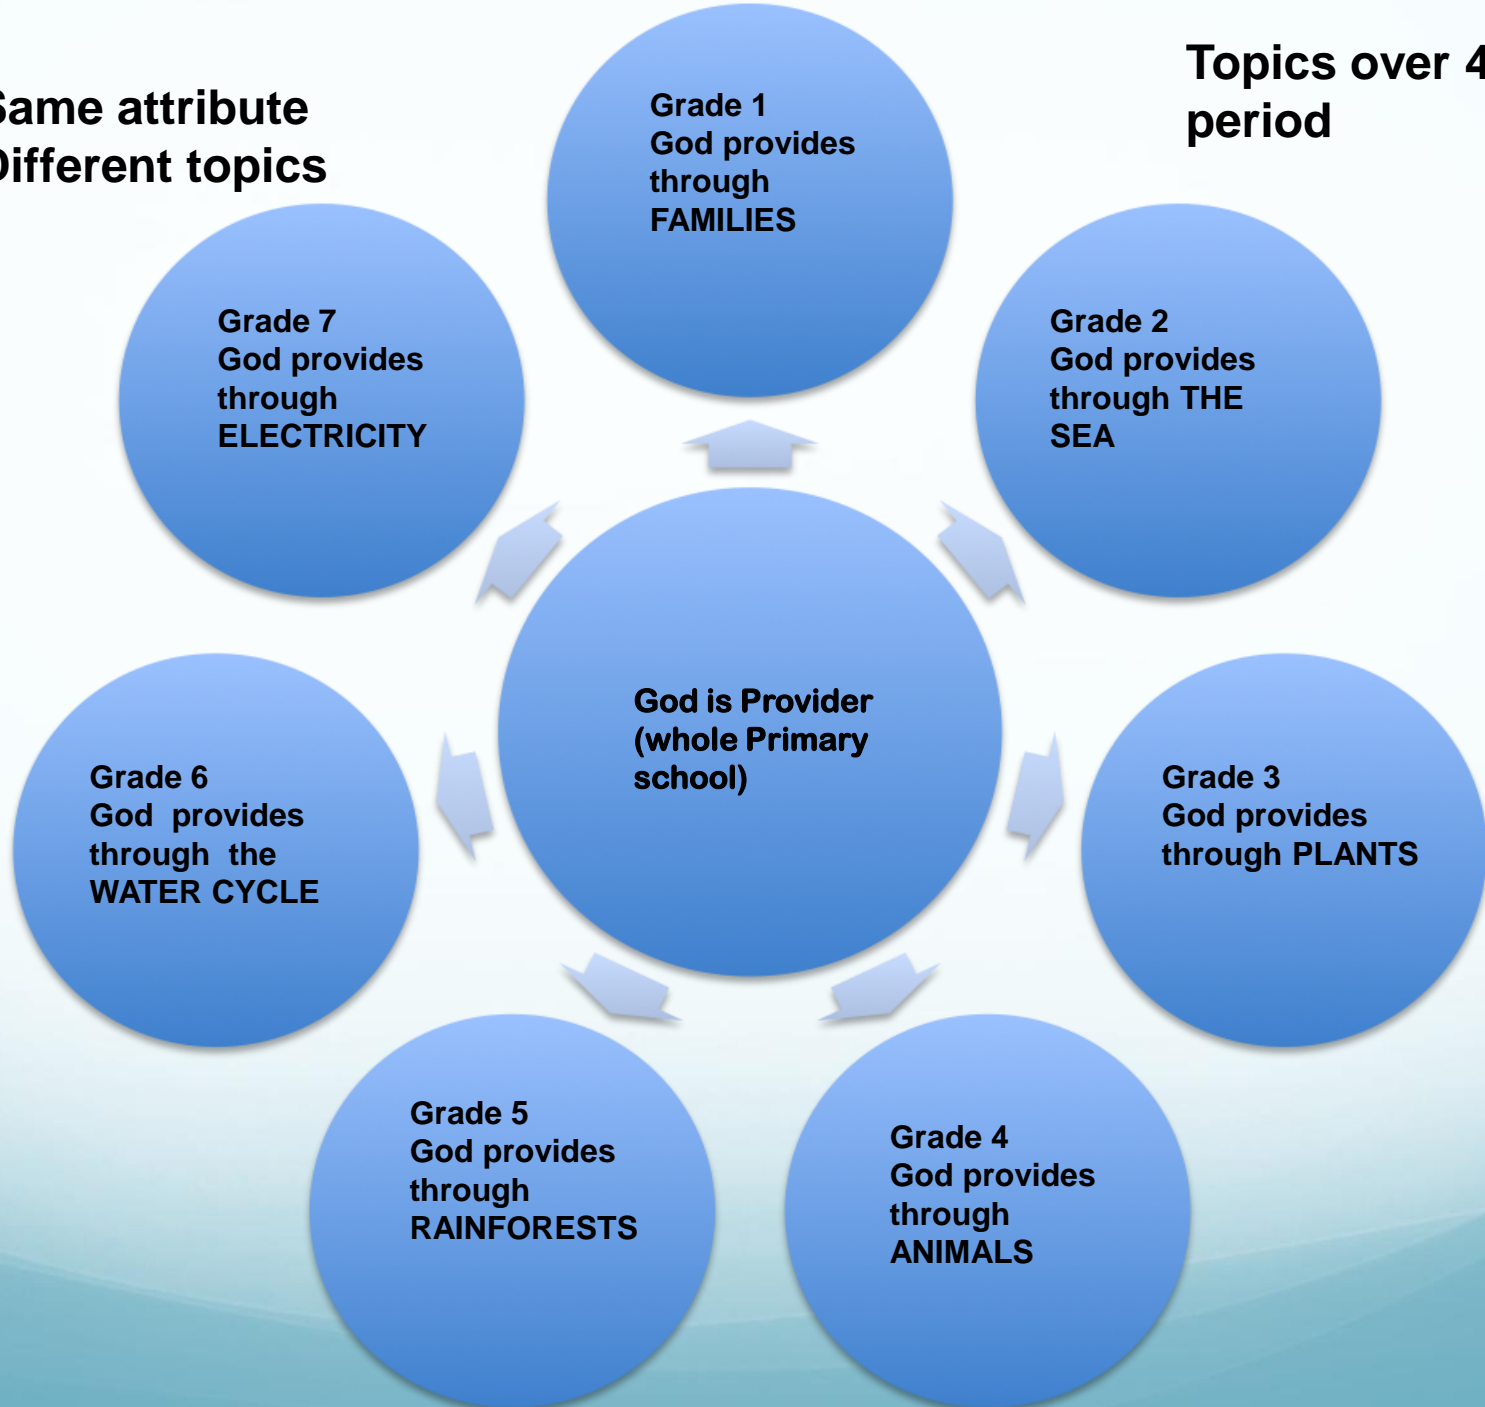 Same attribute
Different topics
Topics over 4
period
Grade 1
God provides
through
FAMILIES
Grade 2
God provides
through THE
SEA
Grade 3
God provides
through PLANTS
Grade 4
God provides
through
ANIMALS
Grade 5
God provides
through
RAINFORESTS
Grade 6
God  provides
through  the
WATER CYCLE
Grade 7
God provides
through
ELECTRICITY
God is Provider
(whole Primary
school)